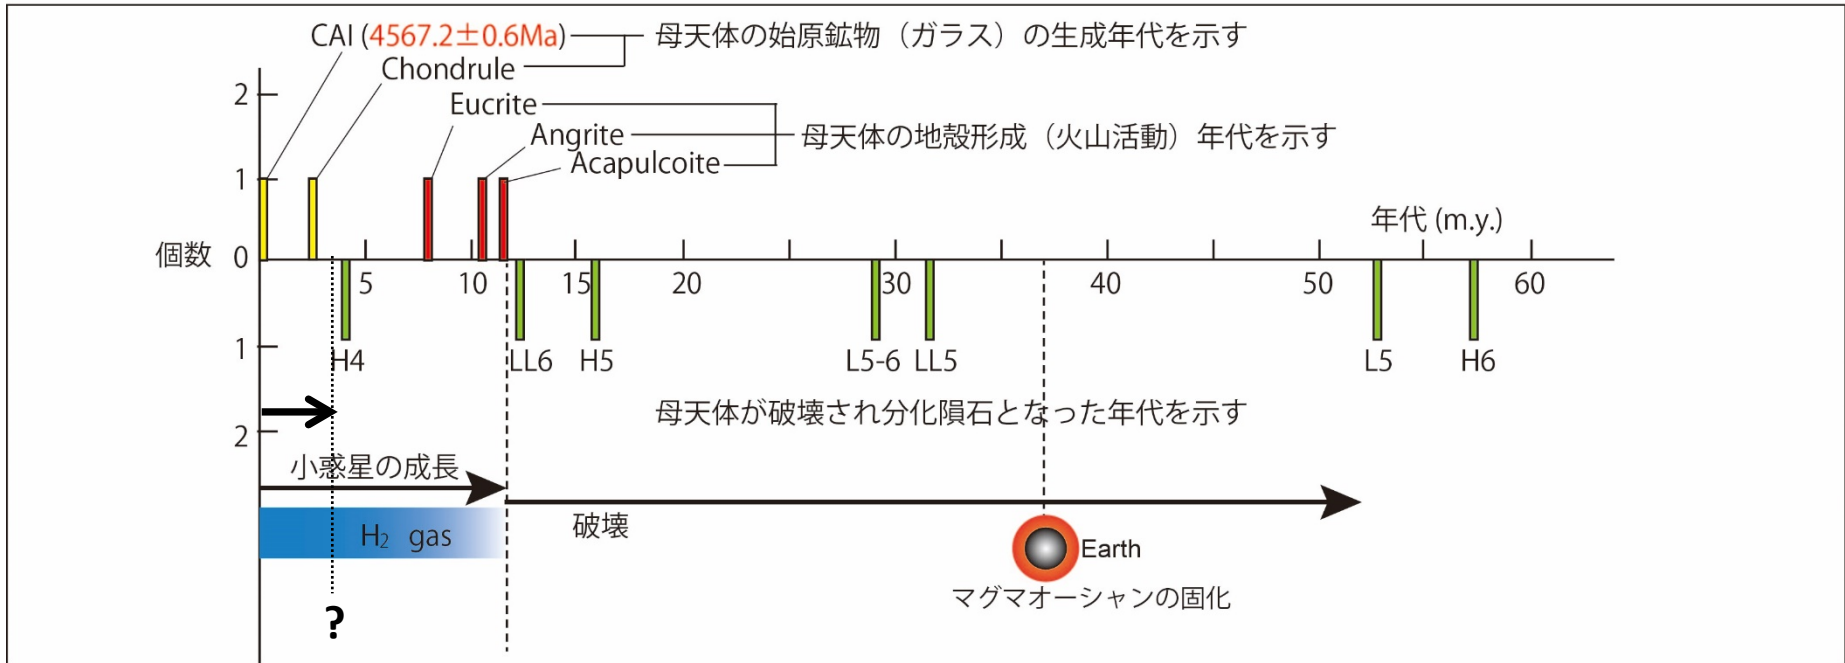 CAI (4567.2±0.6Ma) 母天体の始原鉱物（ガラス）の生成年代を示す
Chondrule
2
Eucrite
Angrite 母天体の地殻形成（火山活動）年代を示す
Acapulcoite
1
年代 (m.y.)
個数 0
5 10 15 20 30 40 50 60
1
H4 LL6 H5 L5-6 LL5 L5 H6
母天体が破壊され分化隕石となった年代を示す
2
小惑星の成長
破壊
H₂ gas
Earth
マグマオーシャンの固化
?